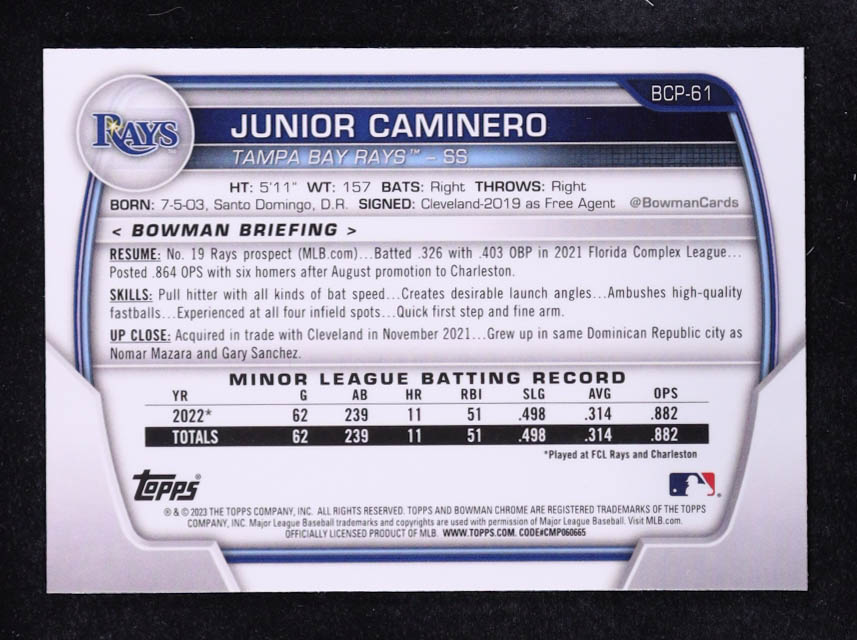 BCP-61
RAYS
JUNIOR CAMINERO
TAMPA BAY RAYS™ – SS
HT: 5'11" WT: 157 BATS: Right THROWS: Right
BORN: 7-5-03, Santo Domingo, D.R. SIGNED: Cleveland-2019 as Free Agent @BowmanCards
< BOWMAN BRIEFING >
RESUME: No. 19 Rays prospect (MLB.com)...Batted .326 with .403 OBP in 2021 Florida Complex League...
Posted .864 OPS with six homers after August promotion to Charleston.
SKILLS: Pull hitter with all kinds of bat speed...Creates desirable launch angles...Ambushes high-quality
fastballs...Experienced at all four infield spots...Quick first step and fine arm.
UP CLOSE: Acquired in trade with Cleveland in November 2021...Grew up in same Dominican Republic city as
Nomar Mazara and Gary Sanchez.
MINOR LEAGUE BATTING RECORD
YR G AB HR RBI SLG AVG OPS
2022* 62 239 11 51 .498 .314 .882
TOTALS 62 239 11 51 .498 .314 .882
*Played at FCL Rays and Charleston
Topps®
® & © 2023 THE TOPPS COMPANY, INC. ALL RIGHTS RESERVED. TOPPS AND BOWMAN CHROME ARE REGISTERED TRADEMARKS OF THE TOPPS
COMPANY, INC. Major League Baseball trademarks and copyrights are used with permission of Major League Baseball. Visit MLB.com.
OFFICIALLY LICENSED PRODUCT OF MLB. WWW.TOPPS.COM. CODE#CMP060665